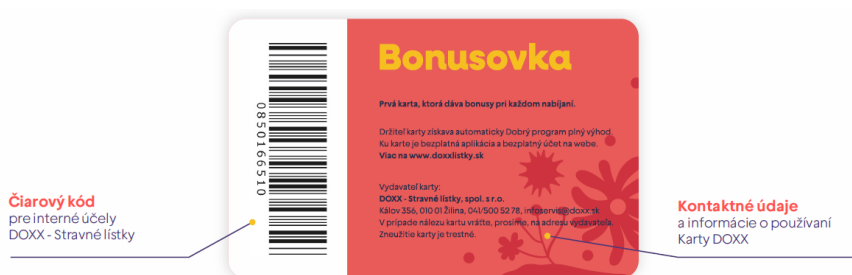 Bonusovka
Prvá karta, ktorá dáva bonusy pri každom nabíjaní.
Držiteľ karty získava automaticky Dobrý program plný výhod.
Ku karte je bezplatná aplikácia a bezplatný účet na webe.
Viac na www.doxxlistky.sk
Vydavateľ karty:
DOXX - Stravné lístky, spol. s r.o.
Kálov 356, 010 01 Žilina, 041/500 52 78, infoservis@doxx.sk
V prípade nálezu kartu vráťte, prosíme, na adresu vydavateľa.
Zneužitie karty je trestné.
0850166510
Čiarový kód
pre interné účely
DOXX - Stravné lístky
Kontaktné údaje
a informácie o používaní
Karty DOXX